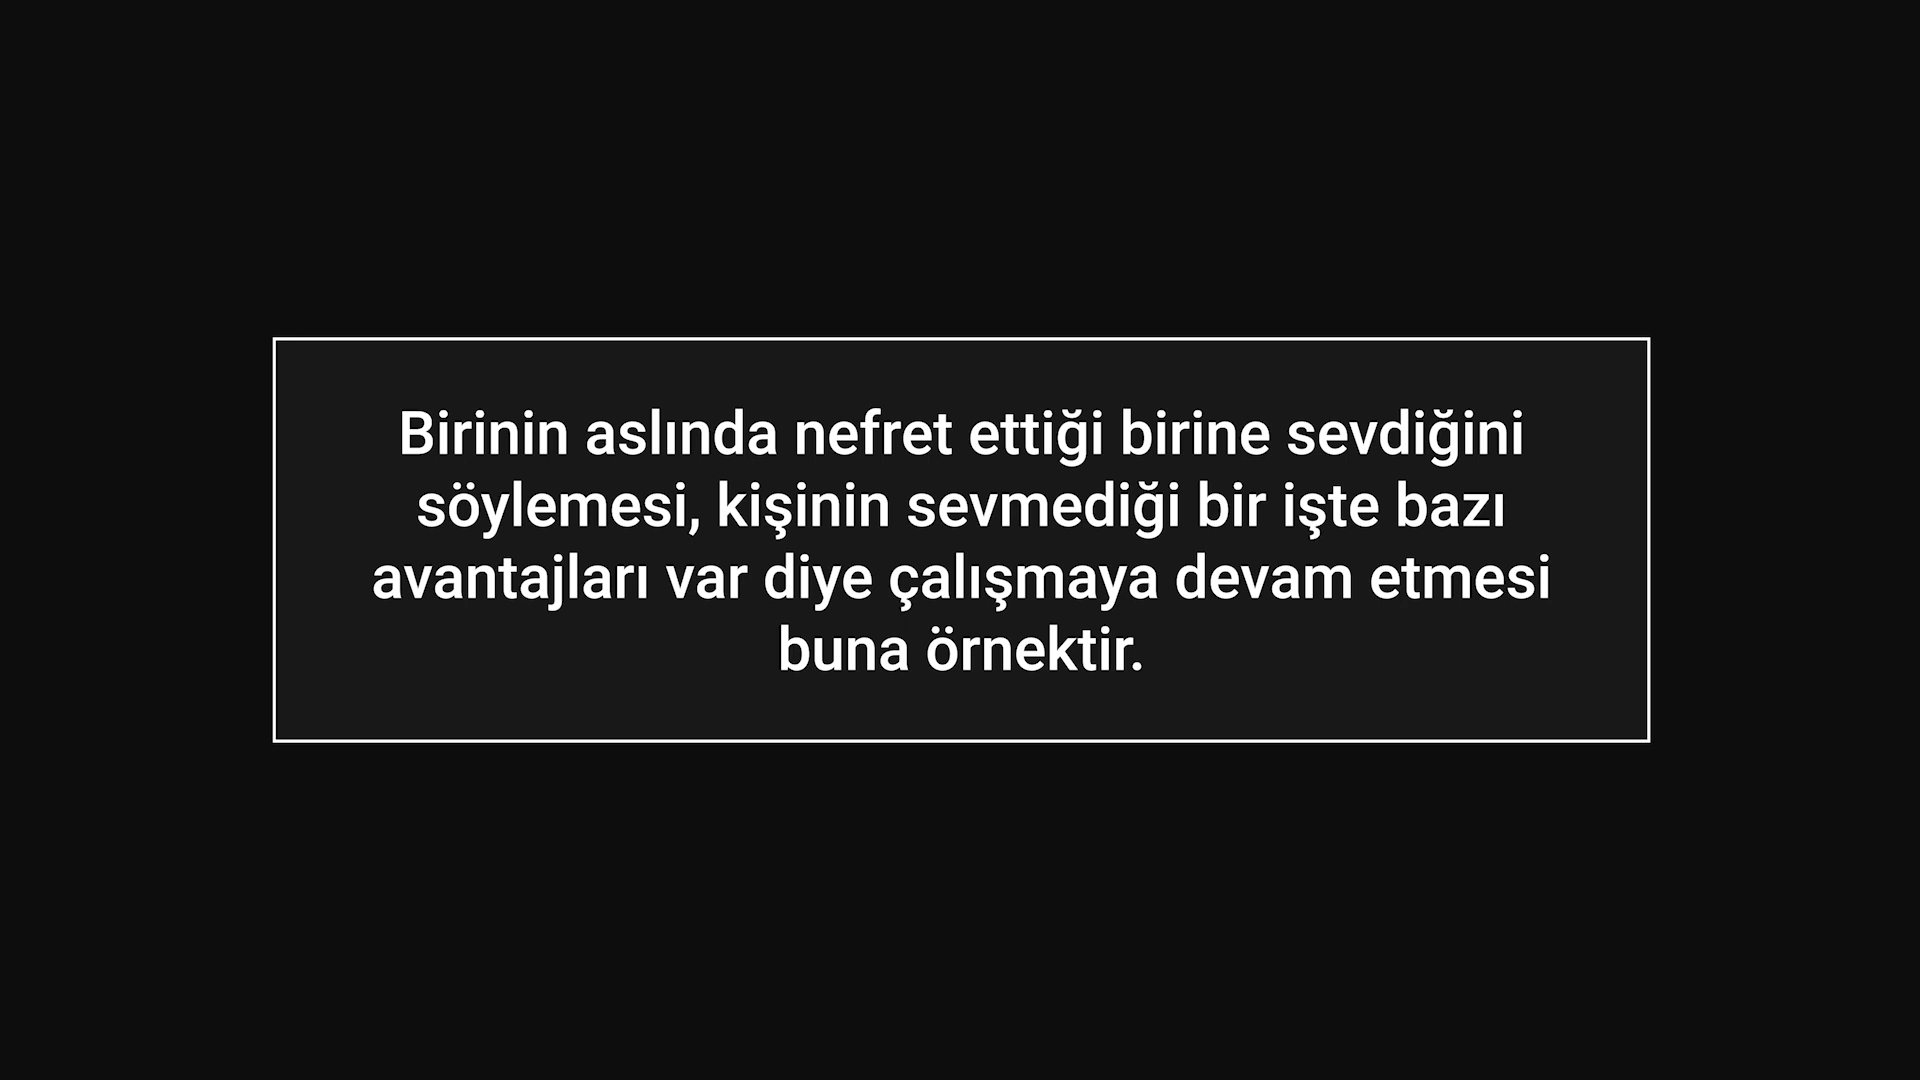 Birinin aslında nefret ettiği birine sevdiğini
söylemesi, kişinin sevmediği bir işte bazı
avantajları var diye çalışmaya devam etmesi
buna örnektir.